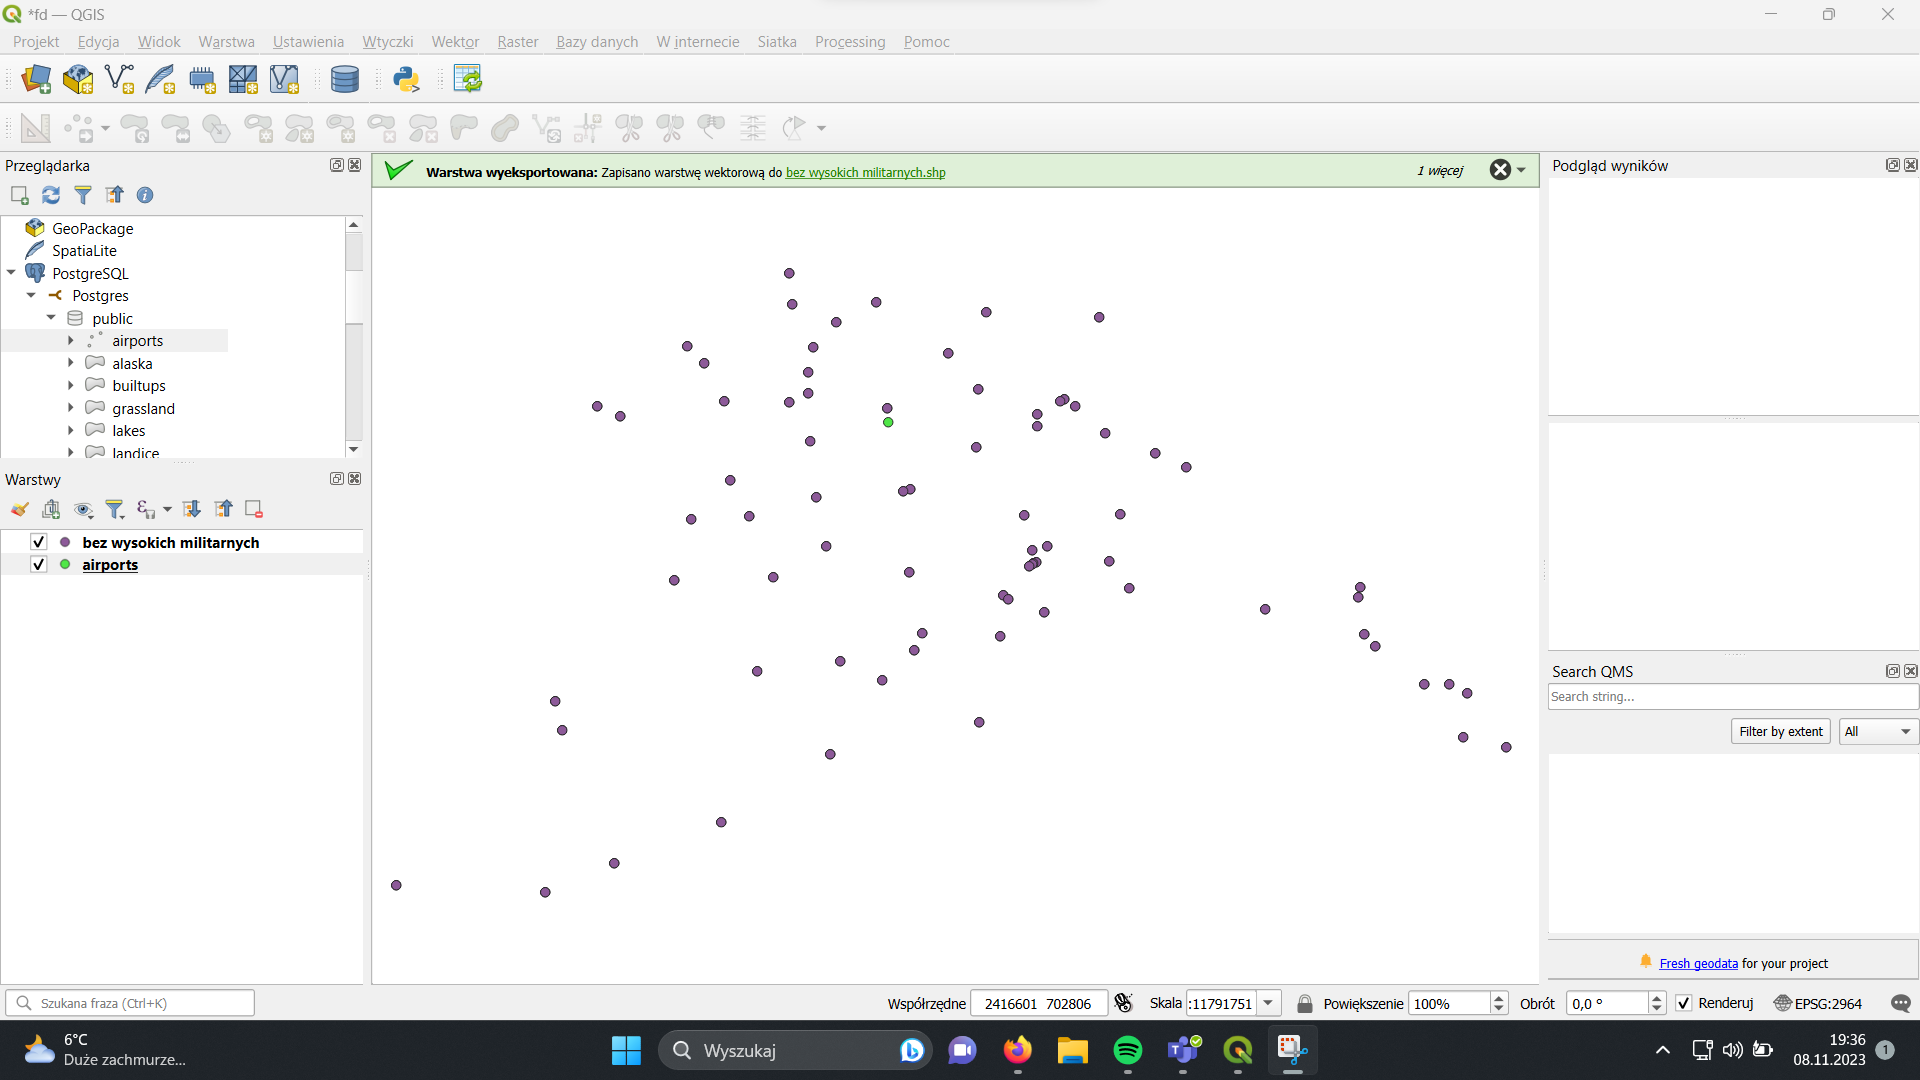 *fd — QGIS
Projekt Edycja Widok Warstwa Ustawienia Wtyczki Wektor Raster Bazy danych W internecie Siatka Processing Pomoc
Przeglądarka
GeoPackage
SpatiaLite
PostgreSQL
Postgres
public
airports
alaska
builtups
grassland
lakes
landice
Warstwy
bez wysokich militarnych
airports
Warstwa wyeksportowana: Zapisano warstwę wektorową do bez wysokich militarnych.shp
1 więcej
Podgląd wyników
Search QMS
Search string...
Filter by extent
All
Fresh geodata for your project
Szukana fraza (Ctrl+K)
Współrzędne 2416601 702806
Skala :11791751
Powiększenie 100%
Obrót 0,0 °
Renderuj
EPSG:2964
6°C
Duże zachmurze...
Wyszukaj
19:36
08.11.2023
1